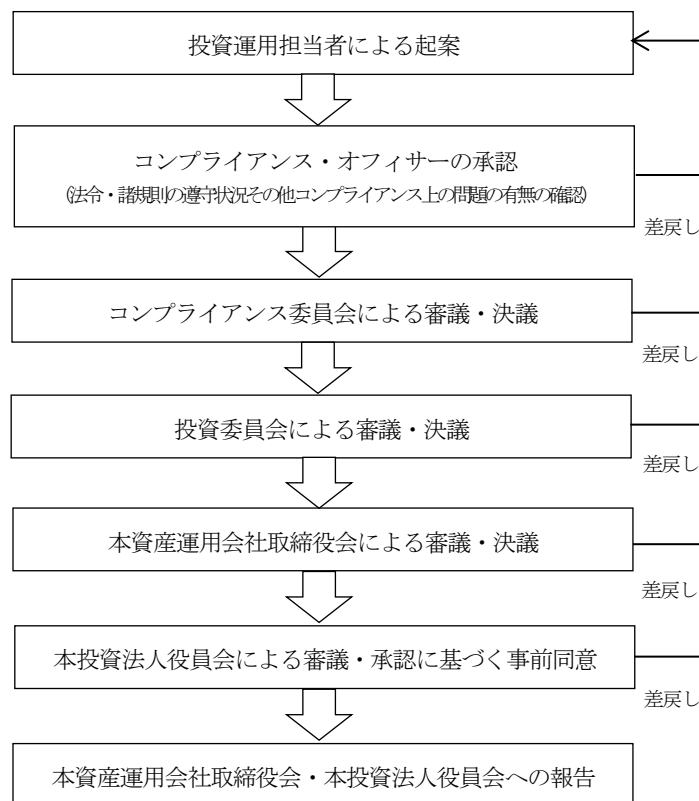 投資運用担当者による起案
コンプライアンス・オフィサーの承認
(法令・諸規則の遵守状況その他コンプライアンス上の問題の有無の確認)
差戻し
コンプライアンス委員会による審議・決議
差戻し
投資委員会による審議・決議
差戻し
本資産運用会社取締役会による審議・決議
差戻し
本投資法人役員会による審議・承認に基づく事前同意
差戻し
本資産運用会社取締役会・本投資法人役員会への報告